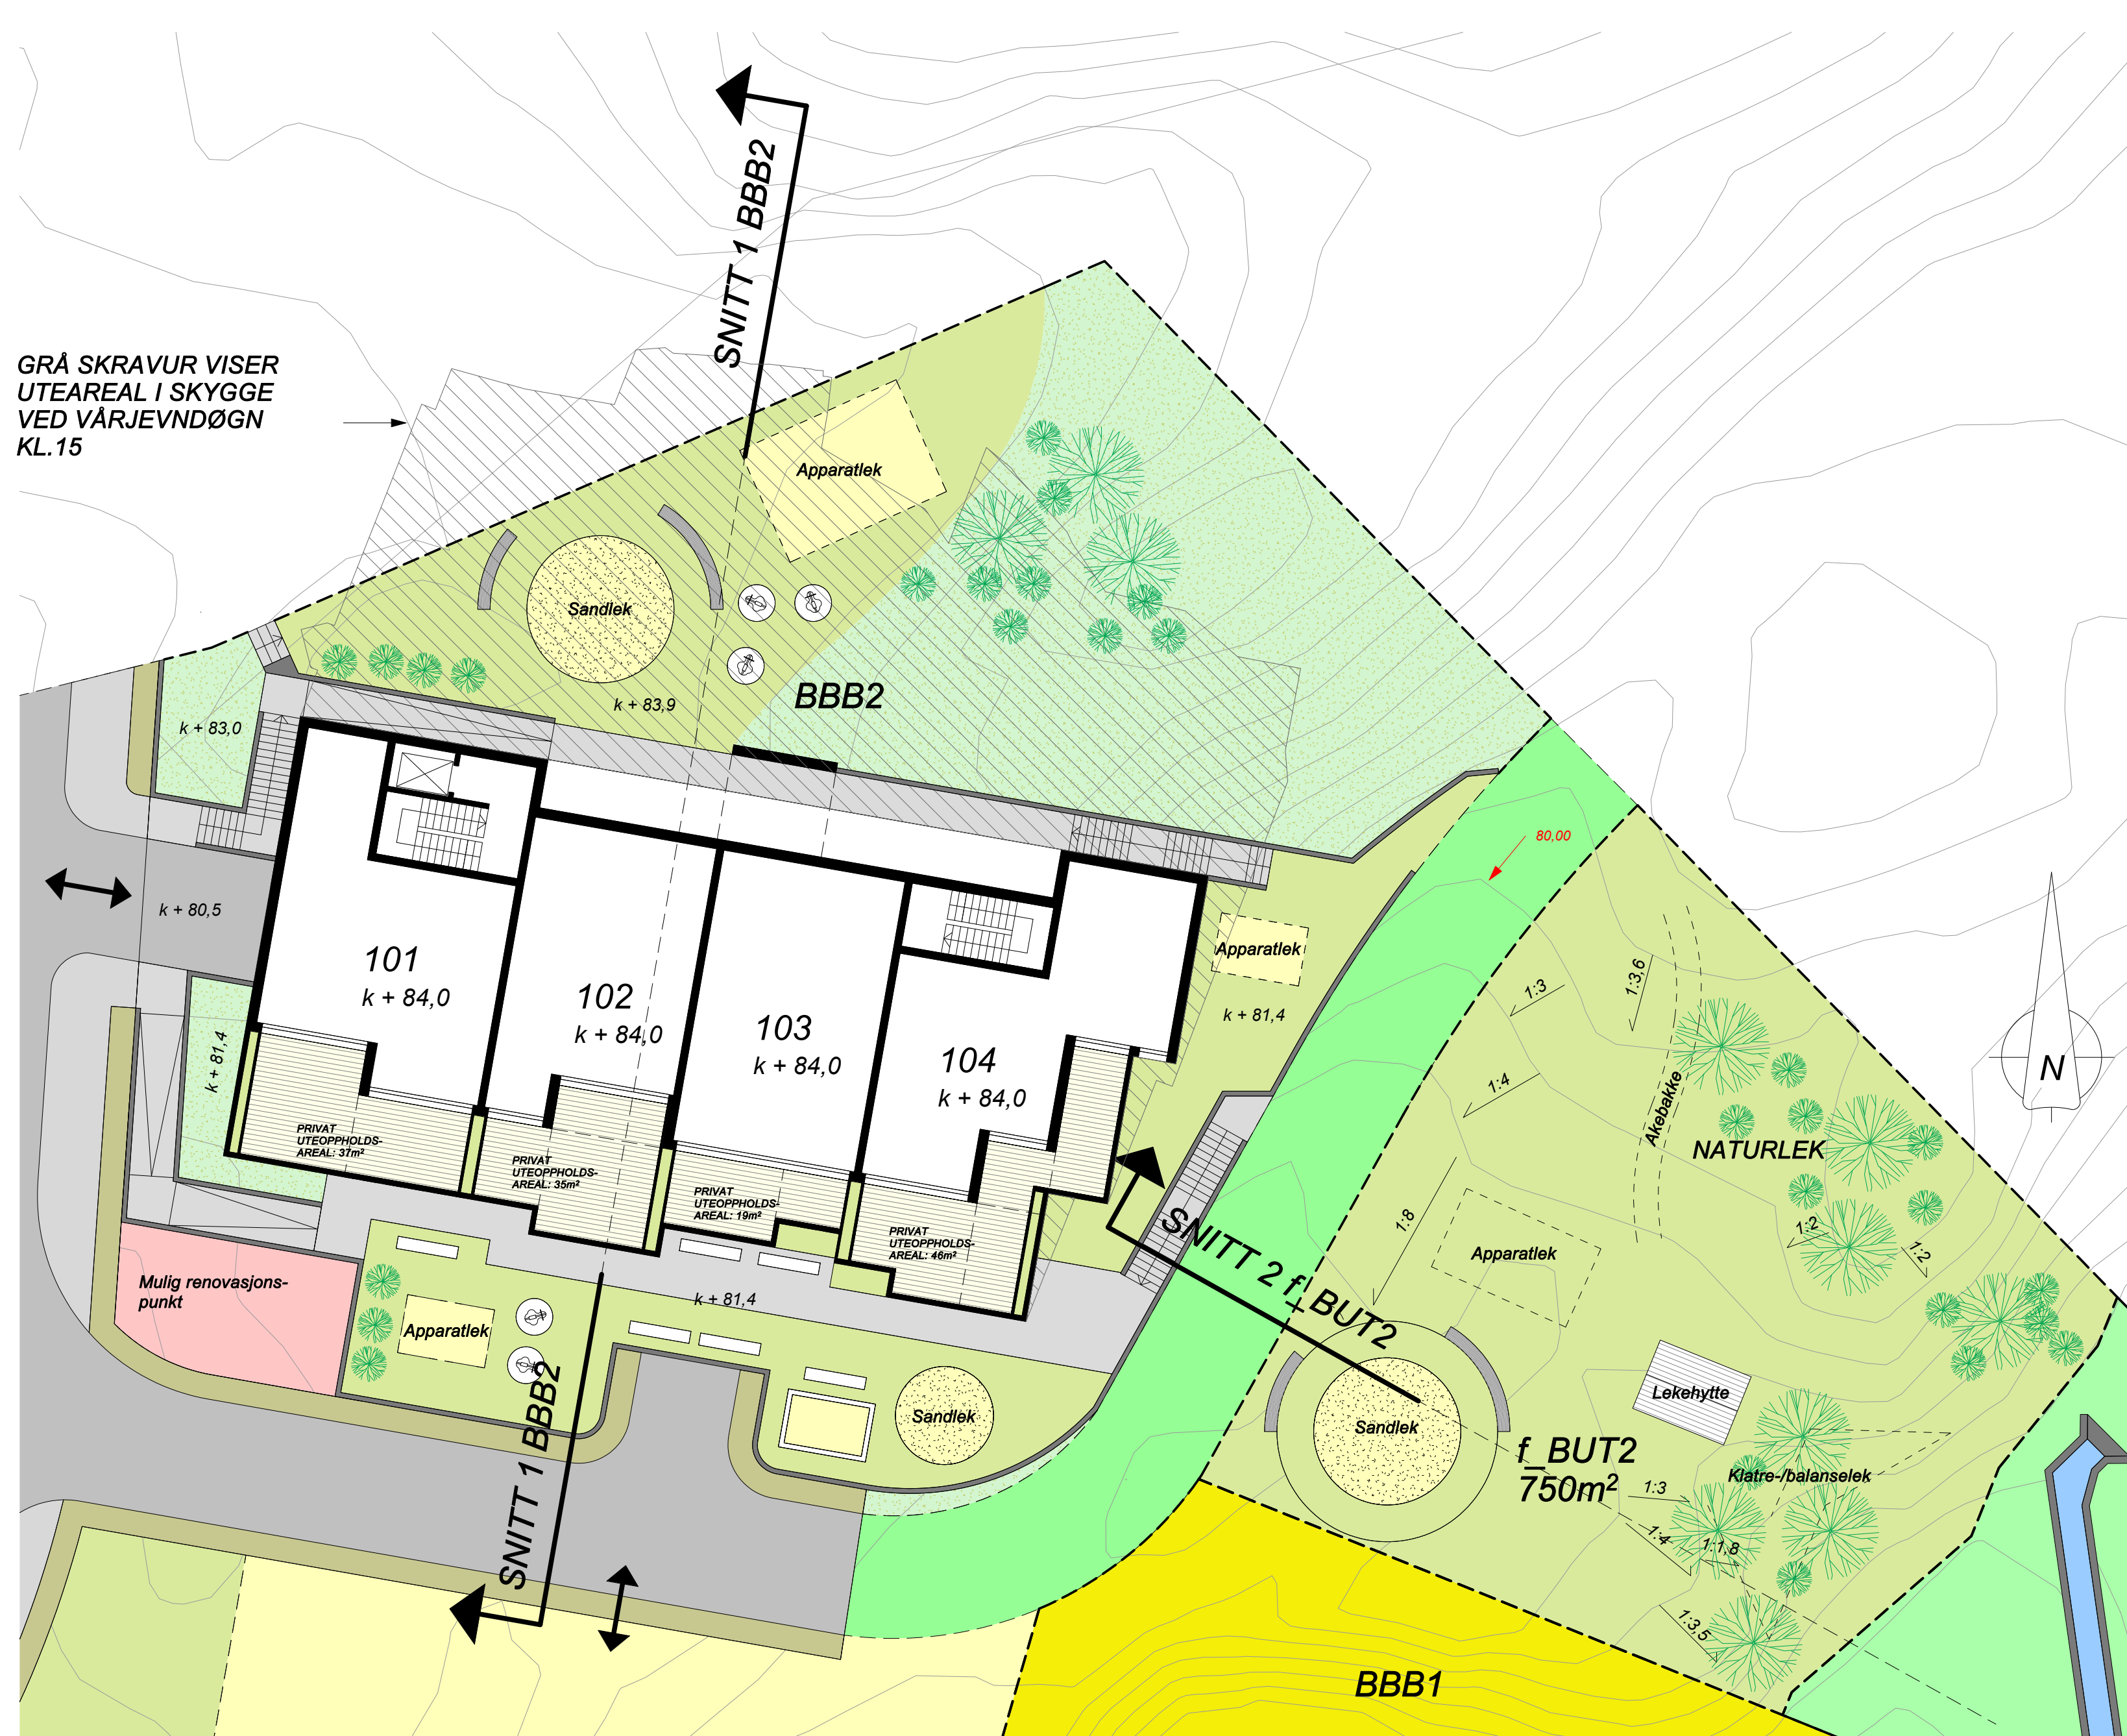 SNITT 1 BBB2
GRÅ SKRAVUR VISER
UTEAREAL I SKYGGE
VED VÅRJEVNDØGN
KL.15
Apparatlek
Sandlek
k + 83,9
BBB2
k + 83,0
80,00
k + 80,5
101
k + 84,0
102
k + 84,0
103
k + 84,0
104
k + 84,0
Apparatlek
k + 81,4
k + 81,4
1:3
1:3,6
1:4
Akebakke
NATURLEK
N
PRIVAT
UTEOPPHOLDS-
AREAL: 37m²
PRIVAT
UTEOPPHOLDS-
AREAL: 35m²
PRIVAT
UTEOPPHOLDS-
AREAL: 19m²
PRIVAT
UTEOPPHOLDS-
AREAL: 46m²
1:8
1:2
1:2
Apparatlek
SNITT 2 f_BUT2
Mulig renovasjons-
punkt
k + 81,4
Apparatlek
Sandlek
Lekehytte
Sandlek
f_BUT2
750m²
Klatre-/balanselek
1:3
1:4
1:1,8
1:3,5
SNITT 1 BBB2
BBB1